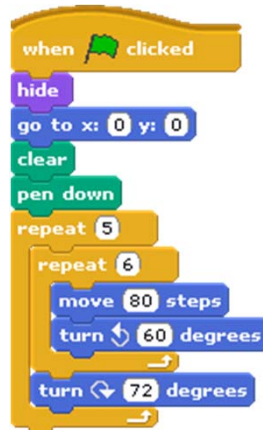 when clicked
hide
go to x: 0 y: 0
clear
pen down
repeat 5
repeat 6
move 80 steps
turn 60 degrees
turn 72 degrees